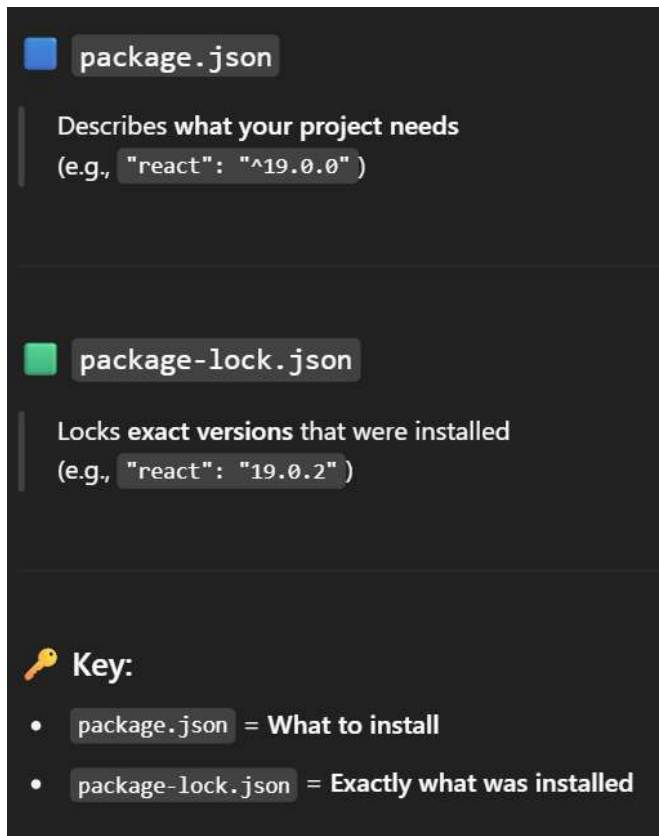 package.json
Describes what your project needs
(e.g., "react": "^19.0.0")
package-lock.json
Locks exact versions that were installed
(e.g., "react": "19.0.2")
Key:
package.json = What to install
package-lock.json = Exactly what was installed